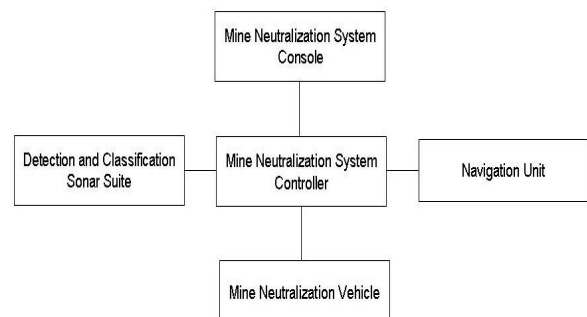 Mine Neutralization System
Console
Detection and Classification
Sonar Suite
Mine Neutralization System
Controller
Navigation Unit
Mine Neutralization Vehicle